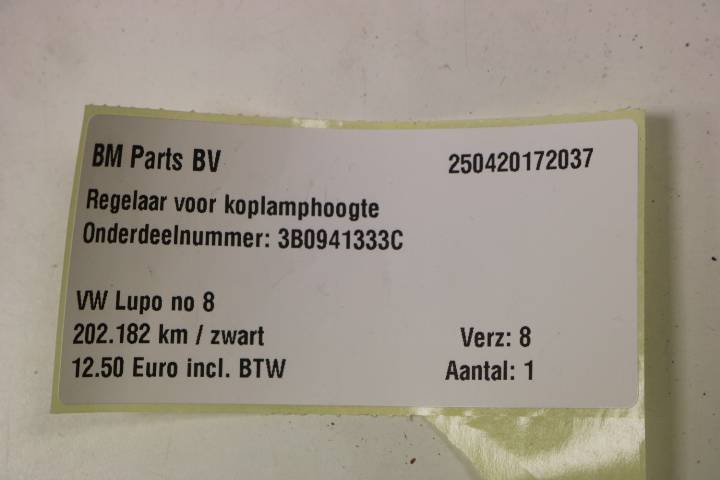 BM Parts BV 250420172037
Regelaar voor koplamphoogte
Onderdeelnummer: 3B0941333C
VW Lupo no 8
202.182 km / zwart Verz: 8
12.50 Euro incl. BTW Aantal: 1